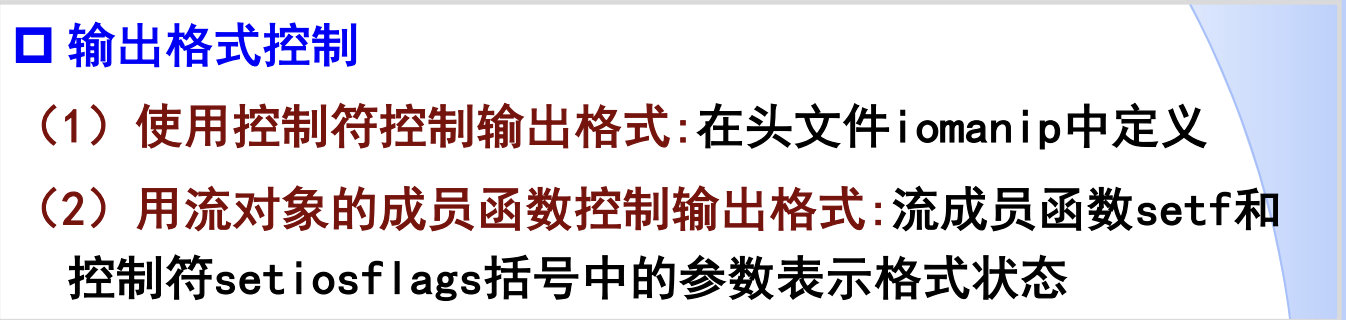 输出格式控制
（1）使用控制符控制输出格式:在头文件iomanip中定义
（2）用流对象的成员函数控制输出格式:流成员函数setf和
控制符setiosflags括号中的参数表示格式状态